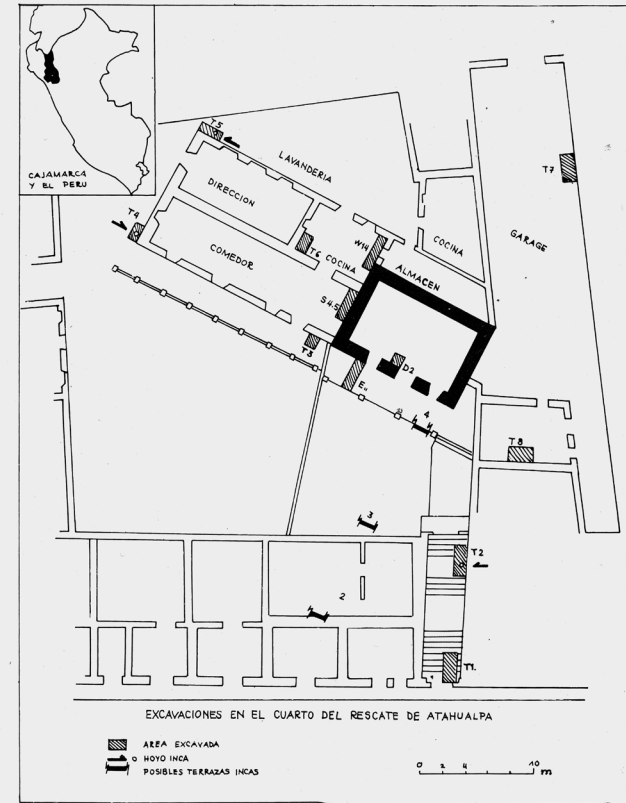 CAJAMARCA
Y EL PERU
T5
LAVANDERIA
T7
DIRECCION
T4
COMEDOR
T6
COCINA
W14
COCINA
GARAGE
ALMACEN
S4-5
T3
D2
E11
4
T8
3
T2
2
T1.
EXCAVACIONES EN EL CUARTO DEL RESCATE DE ATAHUALPA
AREA EXCAVADA
O HOYO INCA
POSIBLES TERRAZAS INCAS
0 2 4 10
m